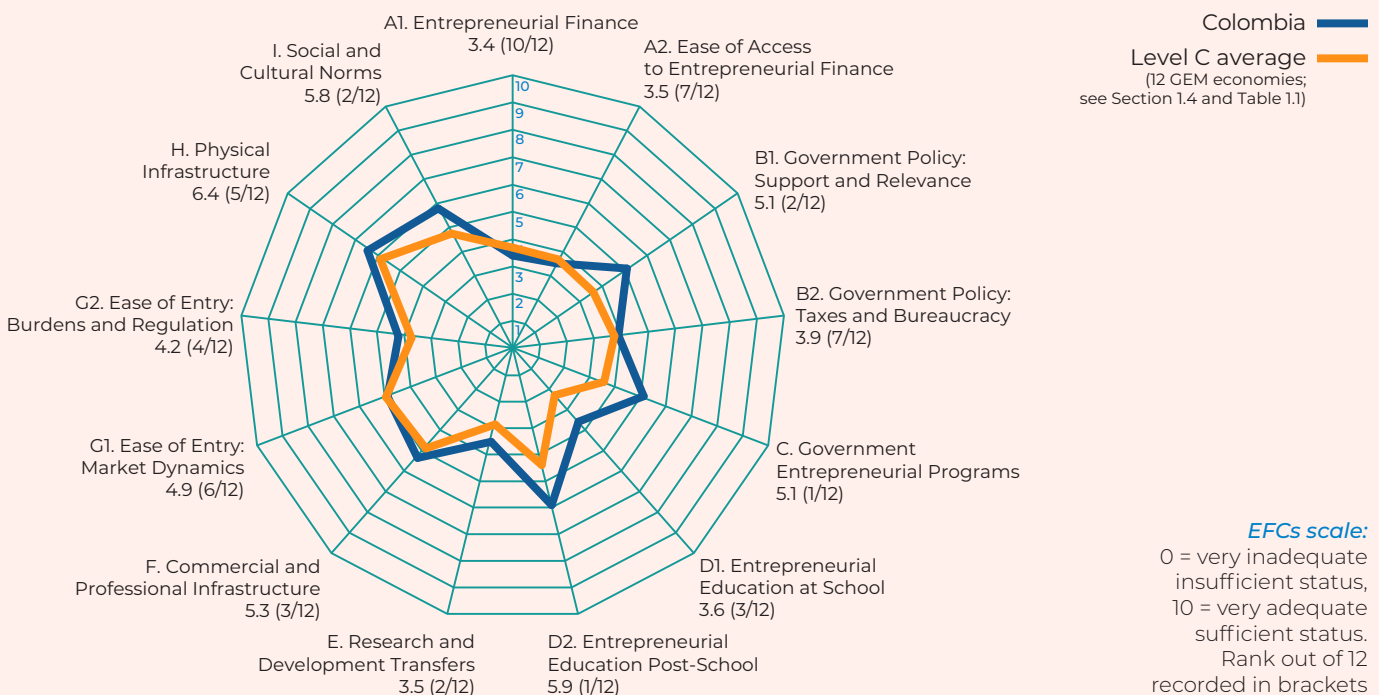 A1. Entrepreneurial Finance
3.4 (10/12)
A2. Ease of Access
to Entrepreneurial Finance
3.5 (7/12)
B1. Government Policy:
Support and Relevance
5.1 (2/12)
B2. Government Policy:
Taxes and Bureaucracy
3.9 (7/12)
C. Government
Entrepreneurial Programs
5.1 (1/12)
D1. Entrepreneurial
Education at School
3.6 (3/12)
D2. Entrepreneurial
Education Post-School
5.9 (1/12)
E. Research and
Development Transfers
3.5 (2/12)
F. Commercial and
Professional Infrastructure
5.3 (3/12)
G1. Ease of Entry:
Market Dynamics
4.9 (6/12)
G2. Ease of Entry:
Burdens and Regulation
4.2 (4/12)
H. Physical
Infrastructure
6.4 (5/12)
I. Social and
Cultural Norms
5.8 (2/12)
10
9
8
7
6
5
3
2
1
Colombia
Level C average
(12 GEM economies;
see Section 1.4 and Table 1.1)
EFCs scale:
0 = very inadequate
insufficient status,
10 = very adequate
sufficient status.
Rank out of 12
recorded in brackets